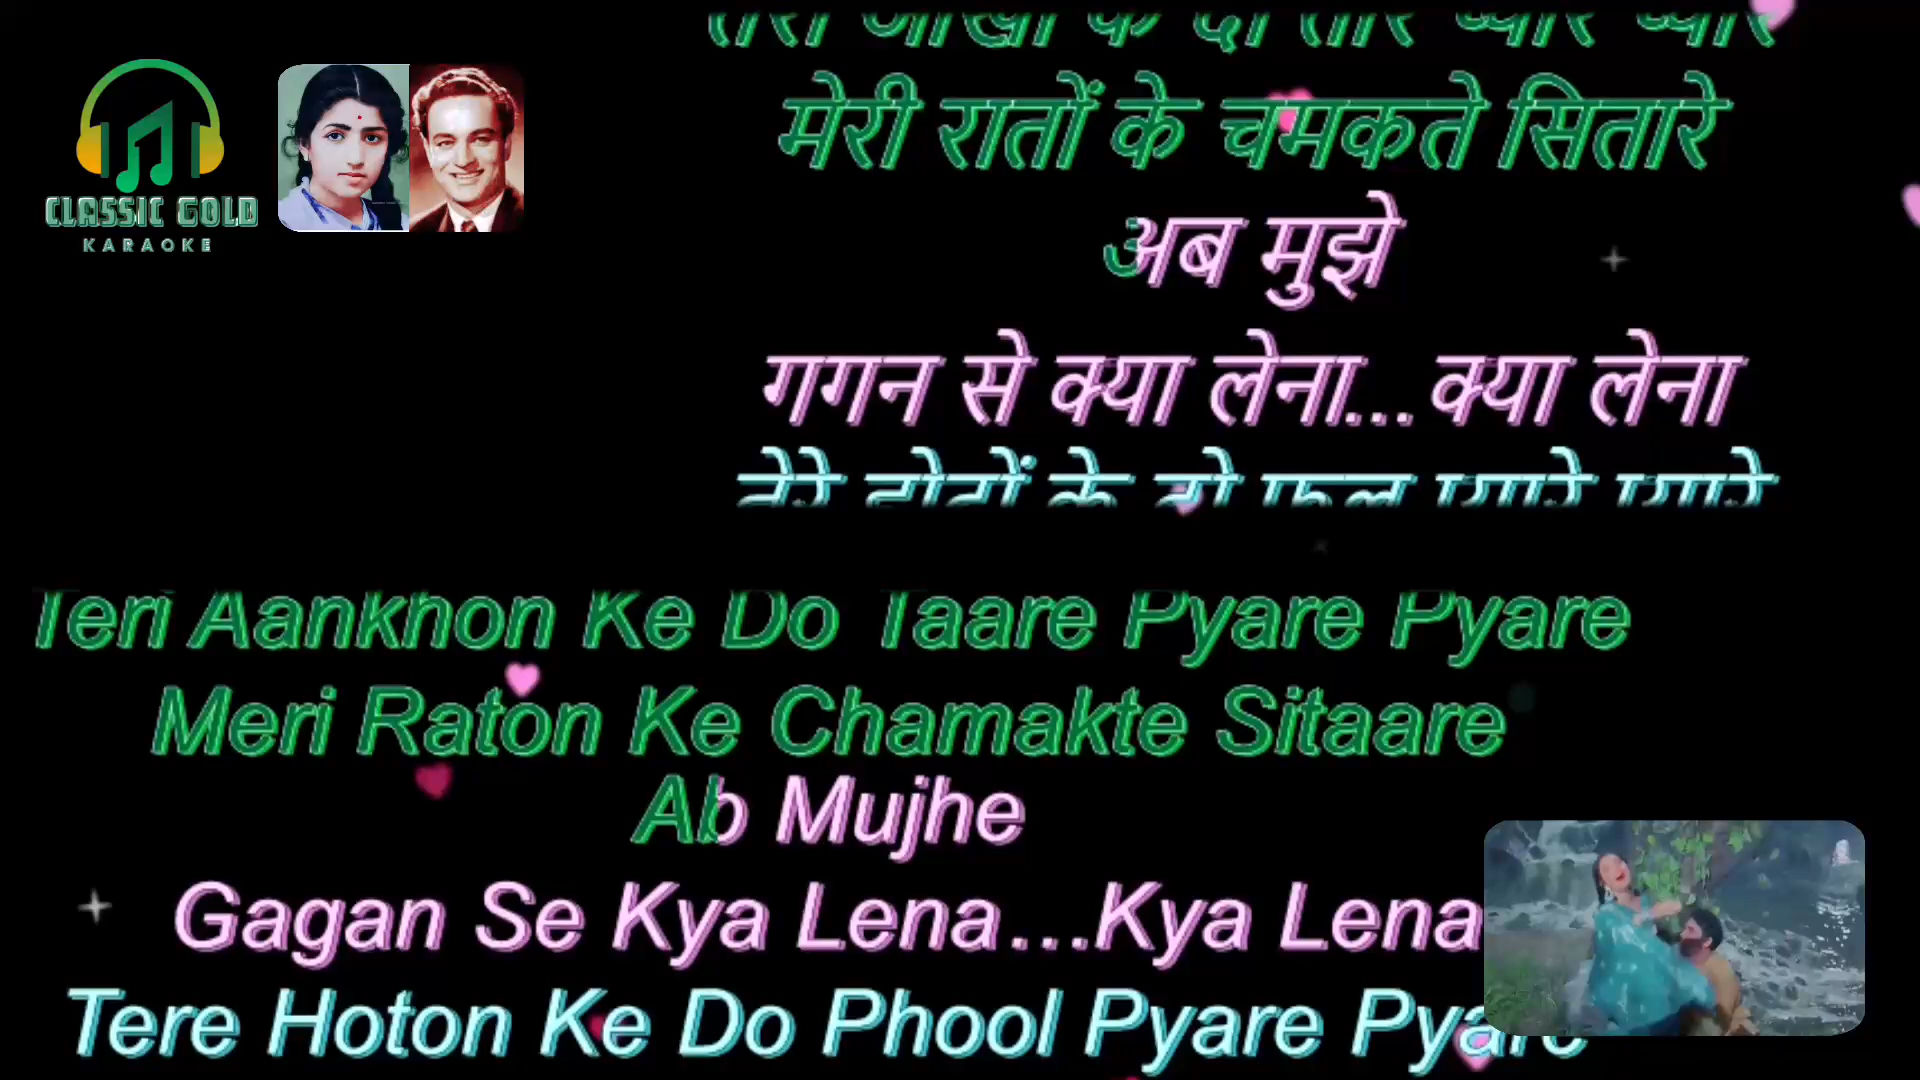 CLASSIC GOLD
KARAOKE
मेरी रातों के चमकते सितारे
अब मुझे
गगन से क्या लेना...क्या लेना
Teri Aankhon Ke Do Taare Pyare Pyare
Meri Raton Ke Chamakte Sitaare
Ab Mujhe
Gagan Se Kya Lena...Kya Lena
Tere Hoton Ke Do Phool Pyare Pyare